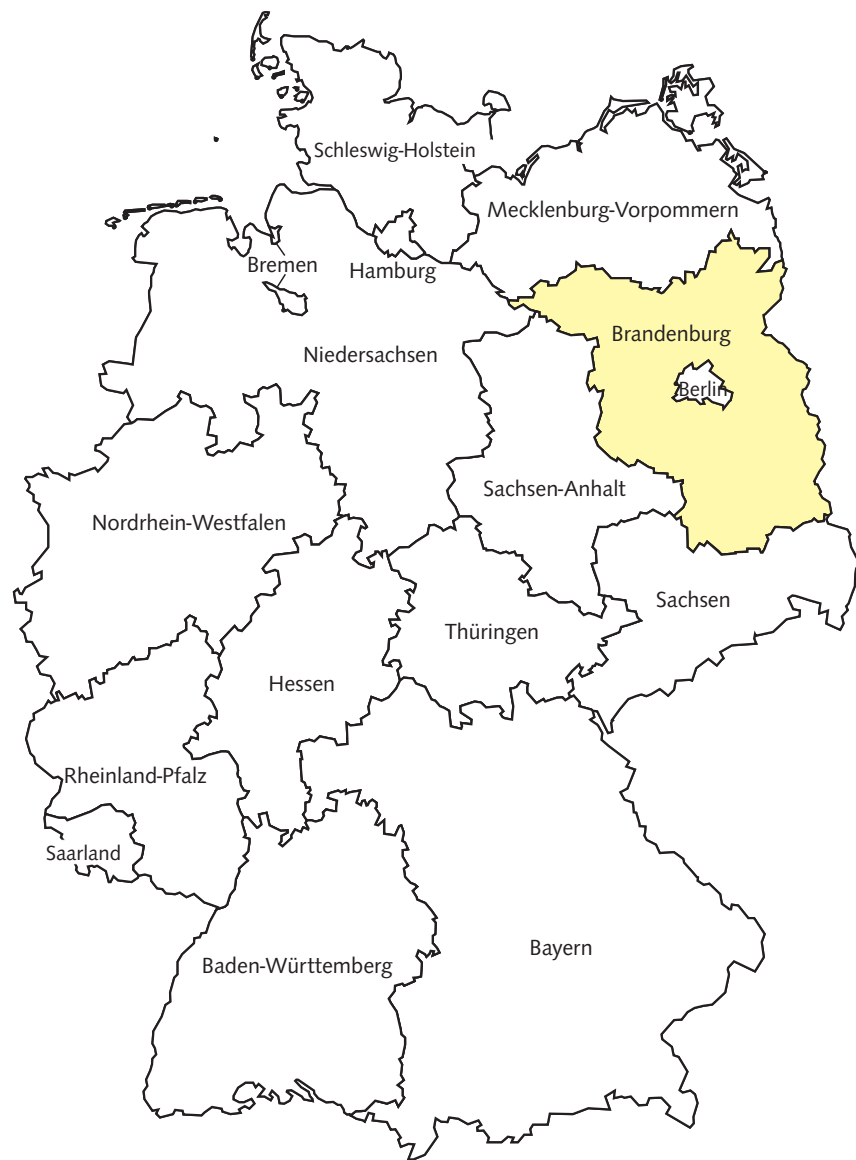 Schleswig-Holstein
Mecklenburg-Vorpommern
Bremen
Hamburg
Brandenburg
Niedersachsen
Berlin
Sachsen-Anhalt
Nordrhein-Westfalen
Sachsen
Thüringen
Hessen
Rheinland-Pfalz
Saarland
Bayern
Baden-Württemberg